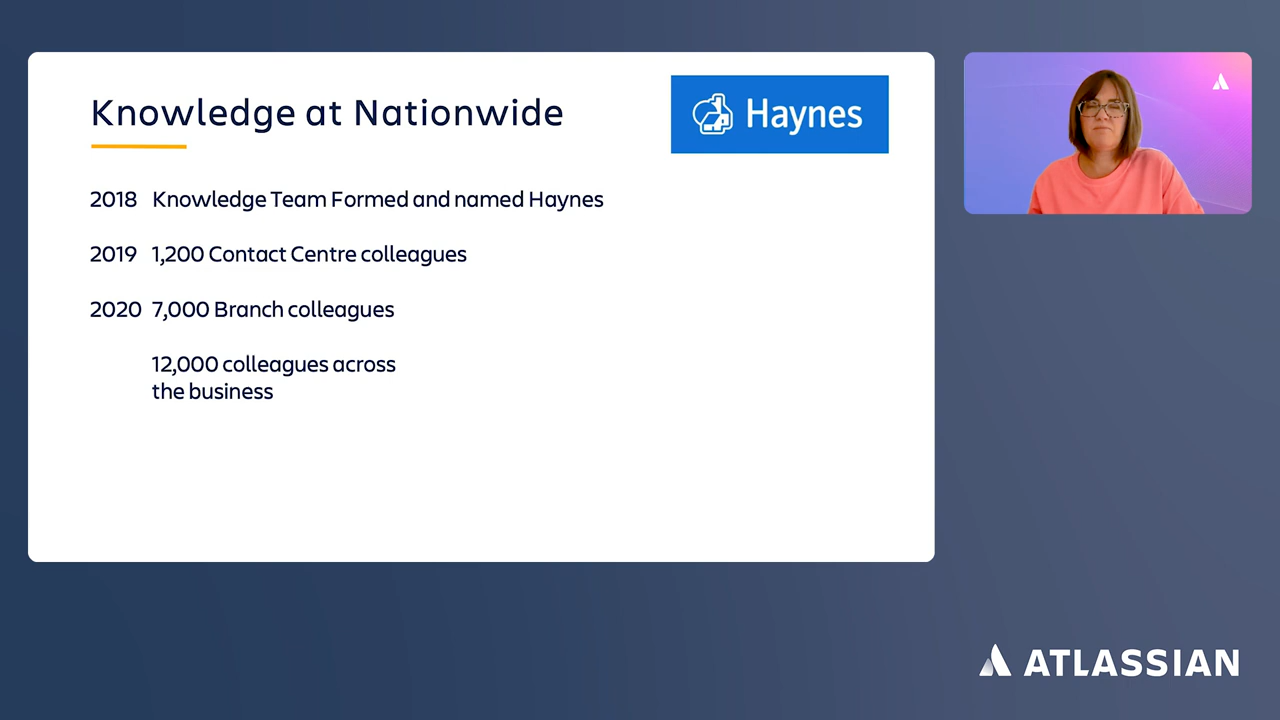 Knowledge at Nationwide
Haynes
2018 Knowledge Team Formed and named Haynes
2019 1,200 Contact Centre colleagues
2020 7,000 Branch colleagues
12,000 colleagues across
the business
ATLASSIAN